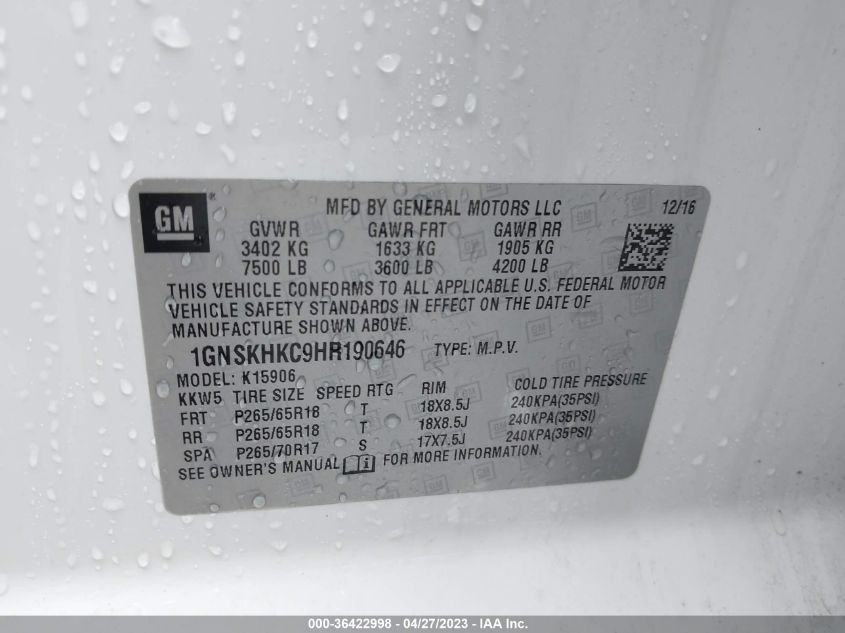 GM ®
MFD BY GENERAL MOTORS LLC 12/16
GVWR GAWR FRT GAWR RR
3402 KG 1633 KG 1905 KG
7500 LB 3600 LB 4200 LB
THIS VEHICLE CONFORMS TO ALL APPLICABLE U.S. FEDERAL MOTOR
VEHICLE SAFETY STANDARDS IN EFFECT ON THE DATE OF
MANUFACTURE SHOWN ABOVE.
1GNSKHKC9HR190646 TYPE: M.P.V.
MODEL: K15906
KKW5 TIRE SIZE SPEED RTG RIM COLD TIRE PRESSURE
FRT P265/65R18 T 18X8.5J 240KPA(35PSI)
RR P265/65R18 T 18X8.5J 240KPA(35PSI)
SPA P265/70R17 S 17X7.5J 240KPA(35PSI)
SEE OWNER'S MANUAL i FOR MORE INFORMATION.
000-36422998 - 04/27/2023 - IAA Inc.